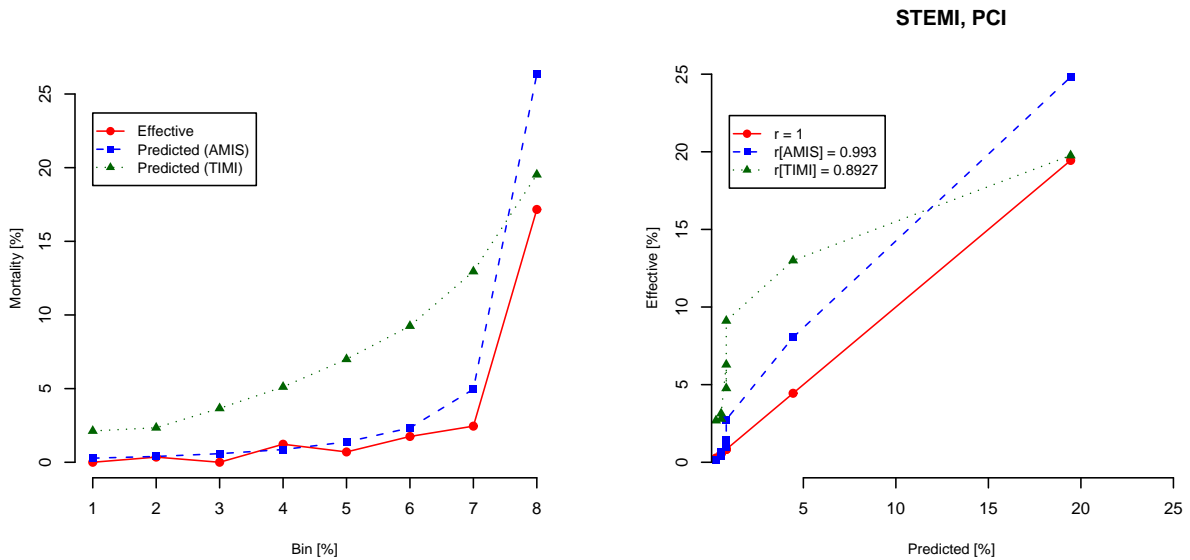 STEMI, PCI
Mortality [%]
0 5 10 15 20 25
Effective
Predicted (AMIS)
Predicted (TIMI)
1 2 3 4 5 6 7 8
Bin [%]
Effective [%]
0 5 10 15 20 25
r = 1
r[AMIS] = 0.993
r[TIMI] = 0.8927
5 10 15 20 25
Predicted [%]